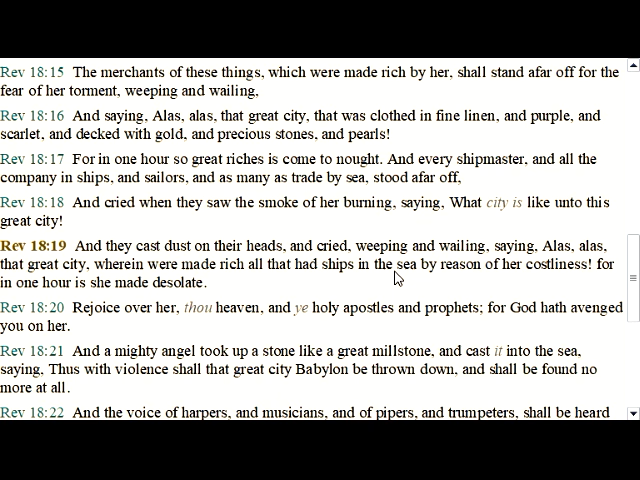 Rev 18:15 The merchants of these things, which were made rich by her, shall stand afar off for the
fear of her torment, weeping and wailing,
Rev 18:16 And saying, Alas, alas, that great city, that was clothed in fine linen, and purple, and
scarlet, and decked with gold, and precious stones, and pearls!
Rev 18:17 For in one hour so great riches is come to nought. And every shipmaster, and all the
company in ships, and sailors, and as many as trade by sea, stood afar off,
Rev 18:18 And cried when they saw the smoke of her burning, saying, What city is like unto this
great city!
Rev 18:19 And they cast dust on their heads, and cried, weeping and wailing, saying, Alas, alas,
that great city, wherein were made rich all that had ships in the sea by reason of her costliness! for
in one hour is she made desolate.
Rev 18:20 Rejoice over her, thou heaven, and ye holy apostles and prophets; for God hath avenged
you on her.
Rev 18:21 And a mighty angel took up a stone like a great millstone, and cast it into the sea,
saying, Thus with violence shall that great city Babylon be thrown down, and shall be found no
more at all.
Rev 18:22 And the voice of harpers, and musicians, and of pipers, and trumpeters, shall be heard